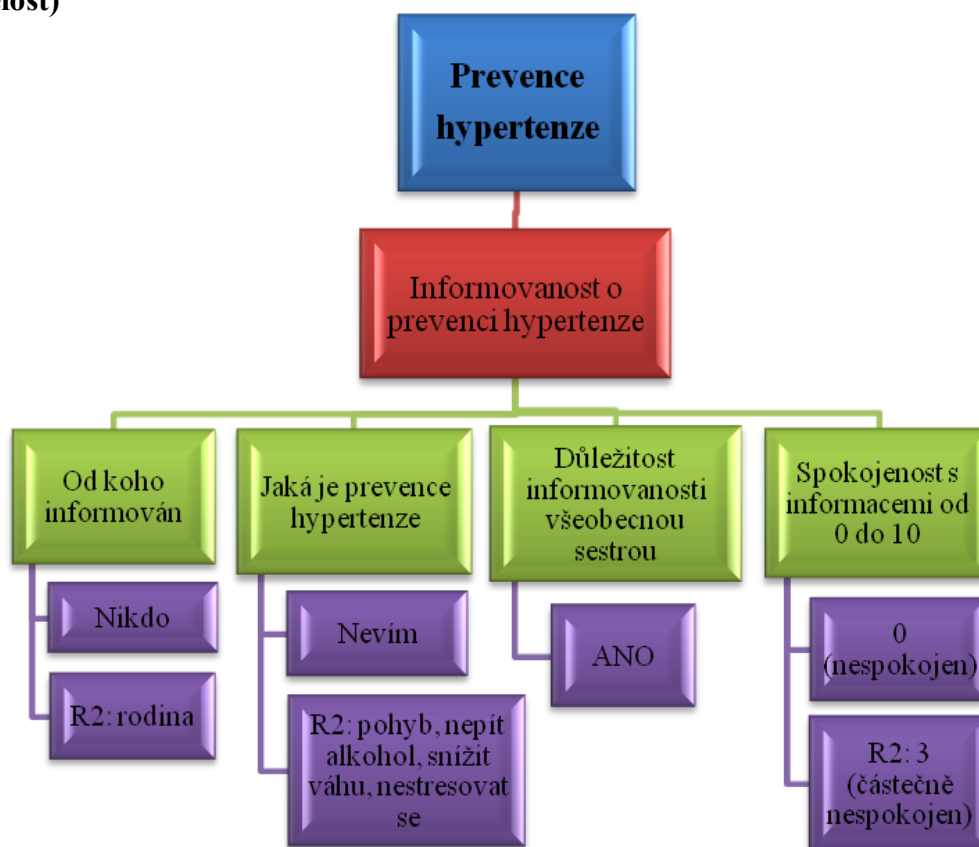 Prevence
hypertenze
Informovanost o
prevenci hypertenze
Od koho
informován
Nikdo
R2: rodina
Jaká je prevence
hypertenze
Nevím
R2: pohyb, nepít
alkohol, snížit
váhu, nestresovat
se
Důležitost
informovanosti
všeobecnou
sestrou
ANO
Spokojenost s
informacemi od
0 do 10
0
(nespokojen)
R2: 3
(částečně
nespokojen)